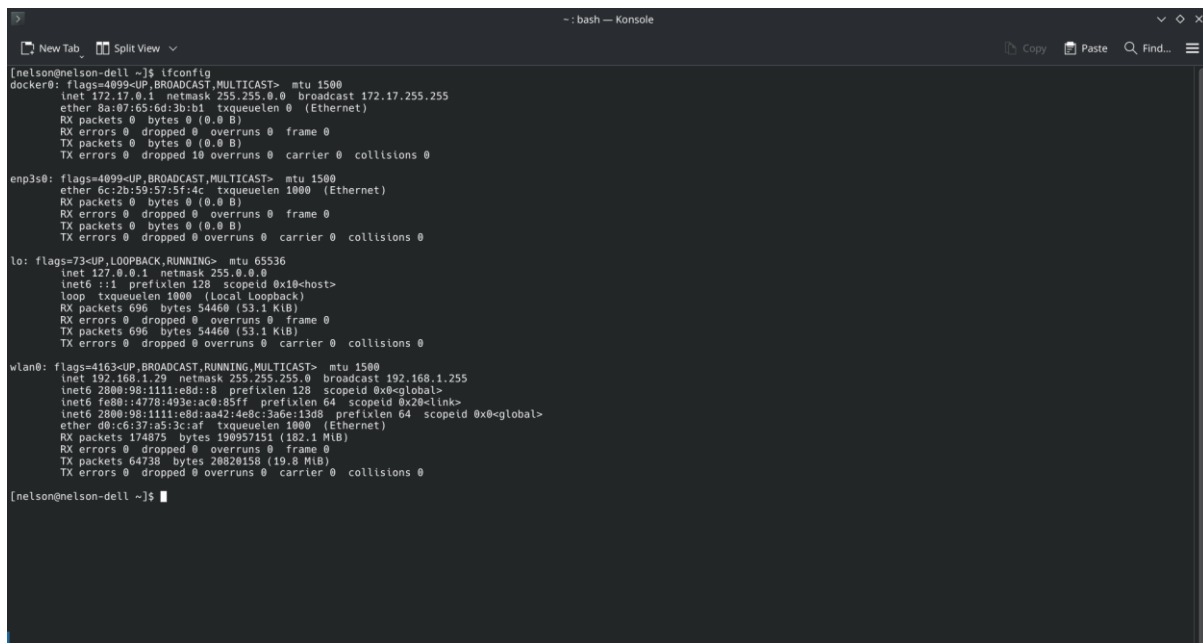 ~ : bash — Konsole
New Tab Split View Copy Paste Find...
[nelson@nelson-dell ~]$ ifconfig
docker0: flags=4099<UP,BROADCAST,MULTICAST>  mtu 1500
        inet 172.17.0.1  netmask 255.255.0.0  broadcast 172.17.255.255
        ether 8a:07:65:6d:3b:b1  txqueuelen 0  (Ethernet)
        RX packets 0  bytes 0 (0.0 B)
        RX errors 0  dropped 0  overruns 0  frame 0
        TX packets 0  bytes 0 (0.0 B)
        TX errors 0  dropped 10 overruns 0  carrier 0  collisions 0
enp3s0: flags=4099<UP,BROADCAST,MULTICAST>  mtu 1500
        ether 6c:2b:59:57:5f:4c  txqueuelen 1000  (Ethernet)
        RX packets 0  bytes 0 (0.0 B)
        RX errors 0  dropped 0  overruns 0  frame 0
        TX packets 0  bytes 0 (0.0 B)
        TX errors 0  dropped 0 overruns 0  carrier 0  collisions 0
lo: flags=73<UP,LOOPBACK,RUNNING>  mtu 65536
        inet 127.0.0.1  netmask 255.0.0.0
        inet6 ::1  prefixlen 128  scopeid 0x10<host>
        loop  txqueuelen 1000  (Local Loopback)
        RX packets 696  bytes 54460 (53.1 KiB)
        RX errors 0  dropped 0  overruns 0  frame 0
        TX packets 696  bytes 54460 (53.1 KiB)
        TX errors 0  dropped 0 overruns 0  carrier 0  collisions 0
wlan0: flags=4163<UP,BROADCAST,RUNNING,MULTICAST>  mtu 1500
        inet 192.168.1.29  netmask 255.255.255.0  broadcast 192.168.1.255
        inet6 2800:98:1111:e8d::8  prefixlen 128  scopeid 0x0<global>
        inet6 fe80::4778:493e:ac0:85ff  prefixlen 64  scopeid 0x20<link>
        inet6 2800:98:1111:e8d:aa42:4e8c:3a6e:13d8  prefixlen 64  scopeid 0x0<global>
        ether d0:c6:37:a5:3c:af  txqueuelen 1000  (Ethernet)
        RX packets 174875  bytes 190957151 (182.1 MiB)
        RX errors 0  dropped 0  overruns 0  frame 0
        TX packets 64738  bytes 20820158 (19.8 MiB)
        TX errors 0  dropped 0 overruns 0  carrier 0  collisions 0
[nelson@nelson-dell ~]$